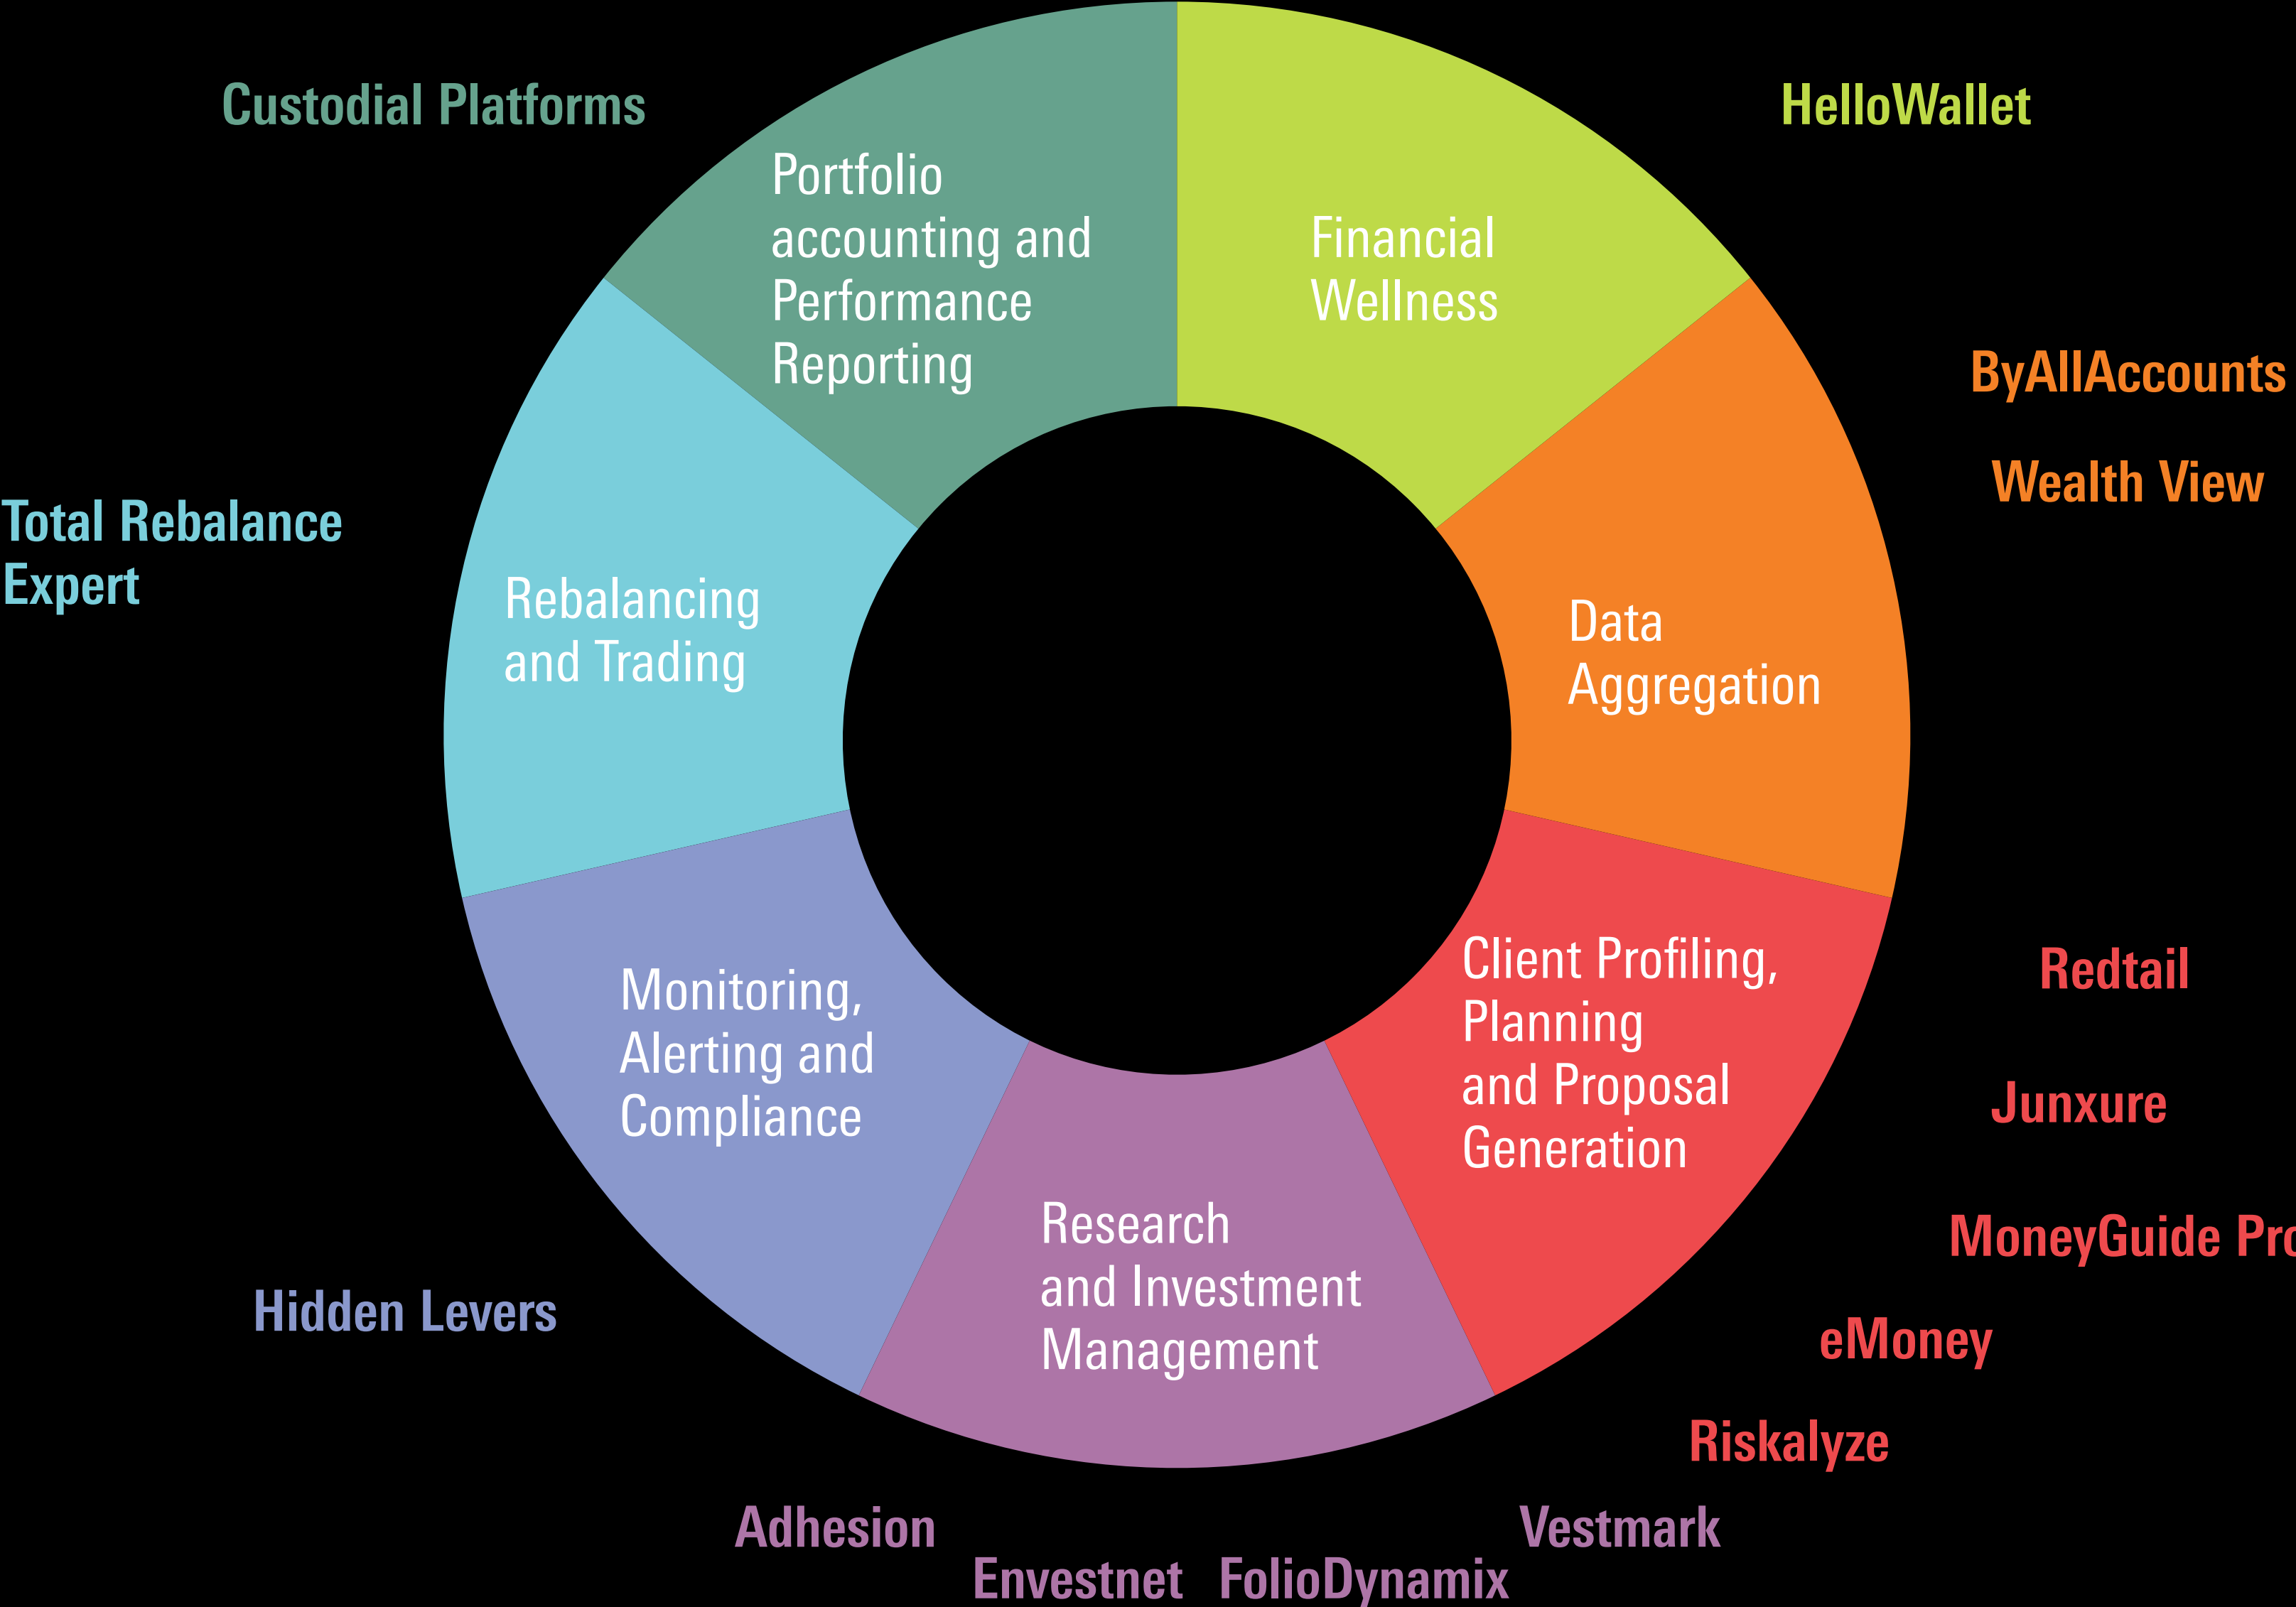 Custodial Platforms
HelloWallet
Portfolio
accounting and
Performance
Reporting
Financial
Wellness
ByAllAccounts
Wealth View
Total Rebalance
Expert
Rebalancing
and Trading
Data
Aggregation
Client Profiling,
Planning
and Proposal
Generation
Redtail
Junxure
MoneyGuide Pro
eMoney
Riskalyze
Monitoring,
Alerting and
Compliance
Hidden Levers
Research
and Investment
Management
Adhesion
Envestnet
FolioDynamix
Vestmark